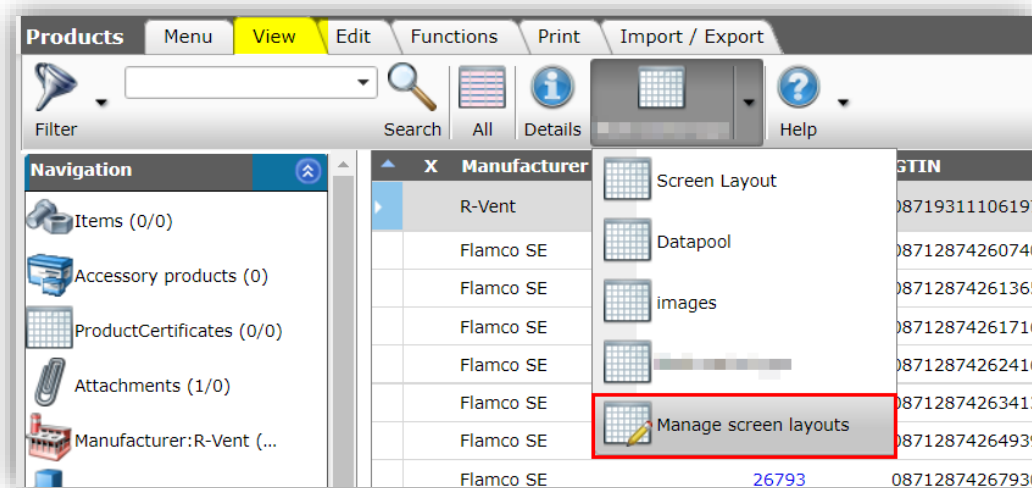 Products Menu View Edit Functions Print Import / Export
Filter Search All Details Help
Navigation
Items (0/0)
Accessory products (0)
ProductCertificates (0/0)
Attachments (1/0)
Manufacturer:R-Vent (...
X Manufacturer GTIN
R-Vent
Flamco SE
Flamco SE
Flamco SE
Flamco SE
Flamco SE
Flamco SE
Flamco SE 26793
Screen Layout
Datapool
images
Manage screen layouts